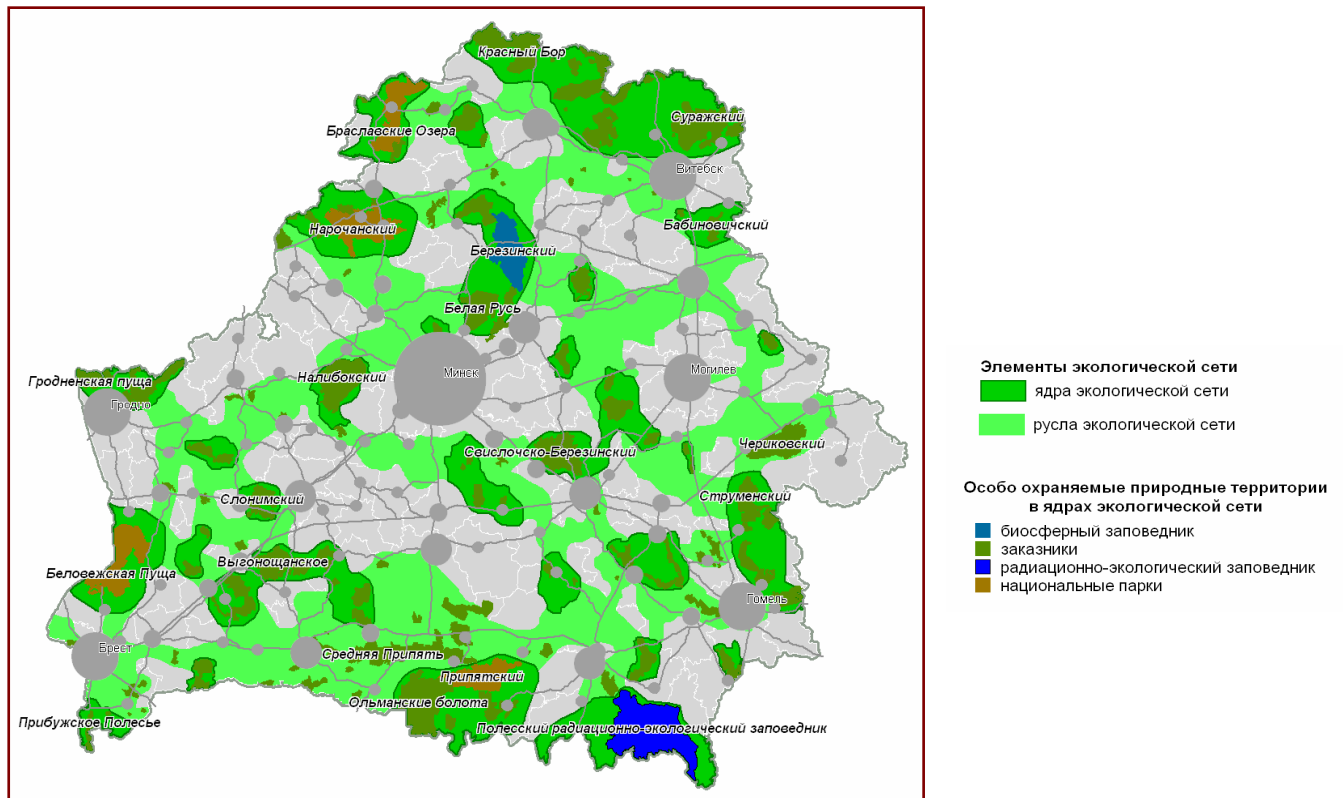 Красный Бор
Суражский
Браславские Озера
Витебск
Нарочанский
Бабиновичский
Березинский
Белая Русь
Минск
Могилев
Гродненская пуща
Налибокский
Гродно
Чериковский
Свислочско-Березинский
Слонимский
Струменский
Выгонощанское
Беловежская Пуща
Гомель
Брест
Средняя Припять
Припятский
Ольманские болота
Прибужское Полесье
Полесский радиационно-экологический заповедник
Элементы экологической сети
ядра экологической сети
русла экологической сети
Особо охраняемые природные территории
в ядрах экологической сети
биосферный заповедник
заказники
радиационно-экологический заповедник
национальные парки